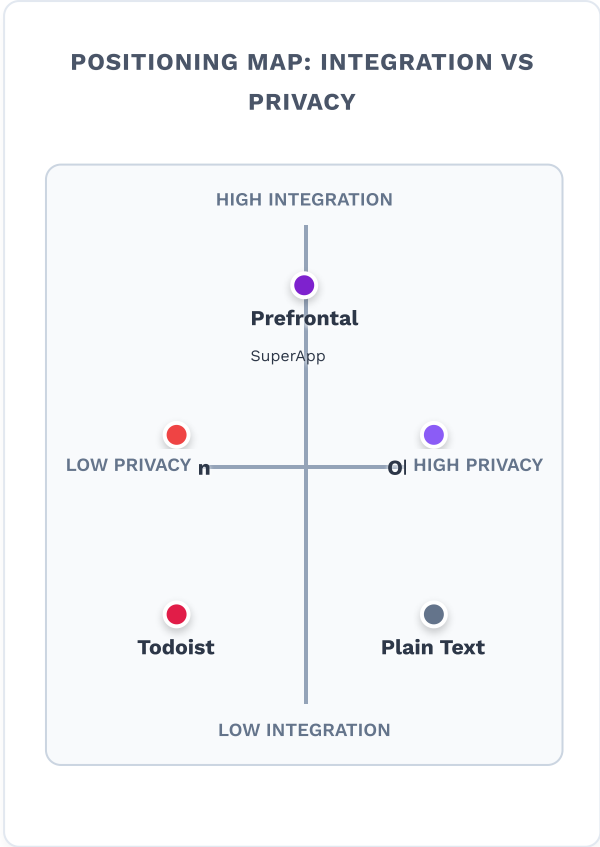 POSITIONING MAP: INTEGRATION VS
PRIVACY
HIGH INTEGRATION
Prefrontal
SuperApp
LOW PRIVACY
HIGH PRIVACY
Todoist
Plain Text
LOW INTEGRATION